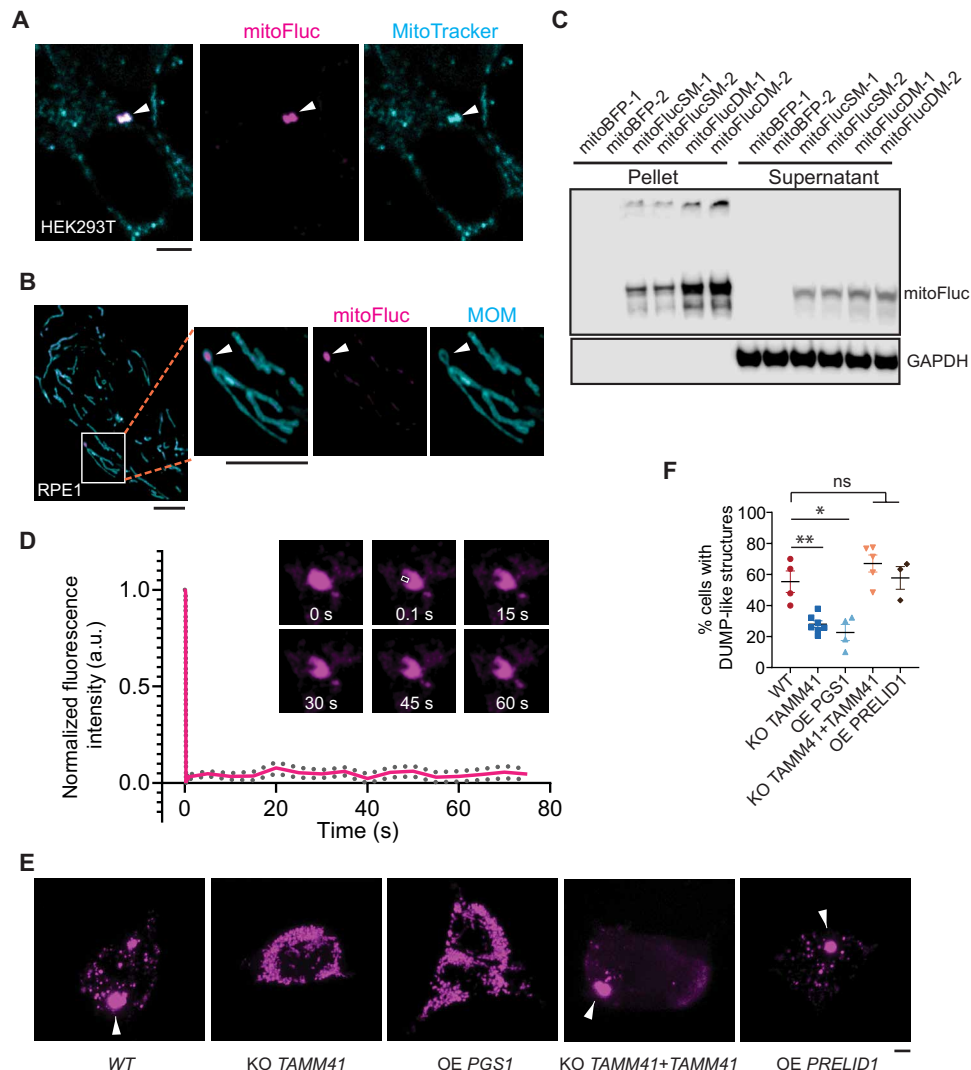 A
mitoFluc
MitoTracker
HEK293T
B
mitoFluc
MOM
RPE1
C
mitoBFP-1
mitoBFP-2
mitoFlucSM-1
mitoFlucSM-2
mitoFlucDM-1
mitoFlucDM-2
mitoBFP-1
mitoBFP-2
mitoFlucSM-1
mitoFlucSM-2
mitoFlucDM-1
mitoFlucDM-2
Pellet
Supernatant
mitoFluc
GAPDH
D
Normalized fluorescence
intensity (a.u.)
1.0
0.5
0.0
0
20
40
60
80
Time (s)
0 s
0.1 s
15 s
30 s
45 s
60 s
F
% cells with
DUMP-like structures
100
80
60
40
20
0
ns
*
**
WT
KO TAMM41
OE PGS1
KO TAMM41+TAMM41
OE PRELID1
E
WT
KO TAMM41
OE PGS1
KO TAMM41+TAMM41
OE PRELID1